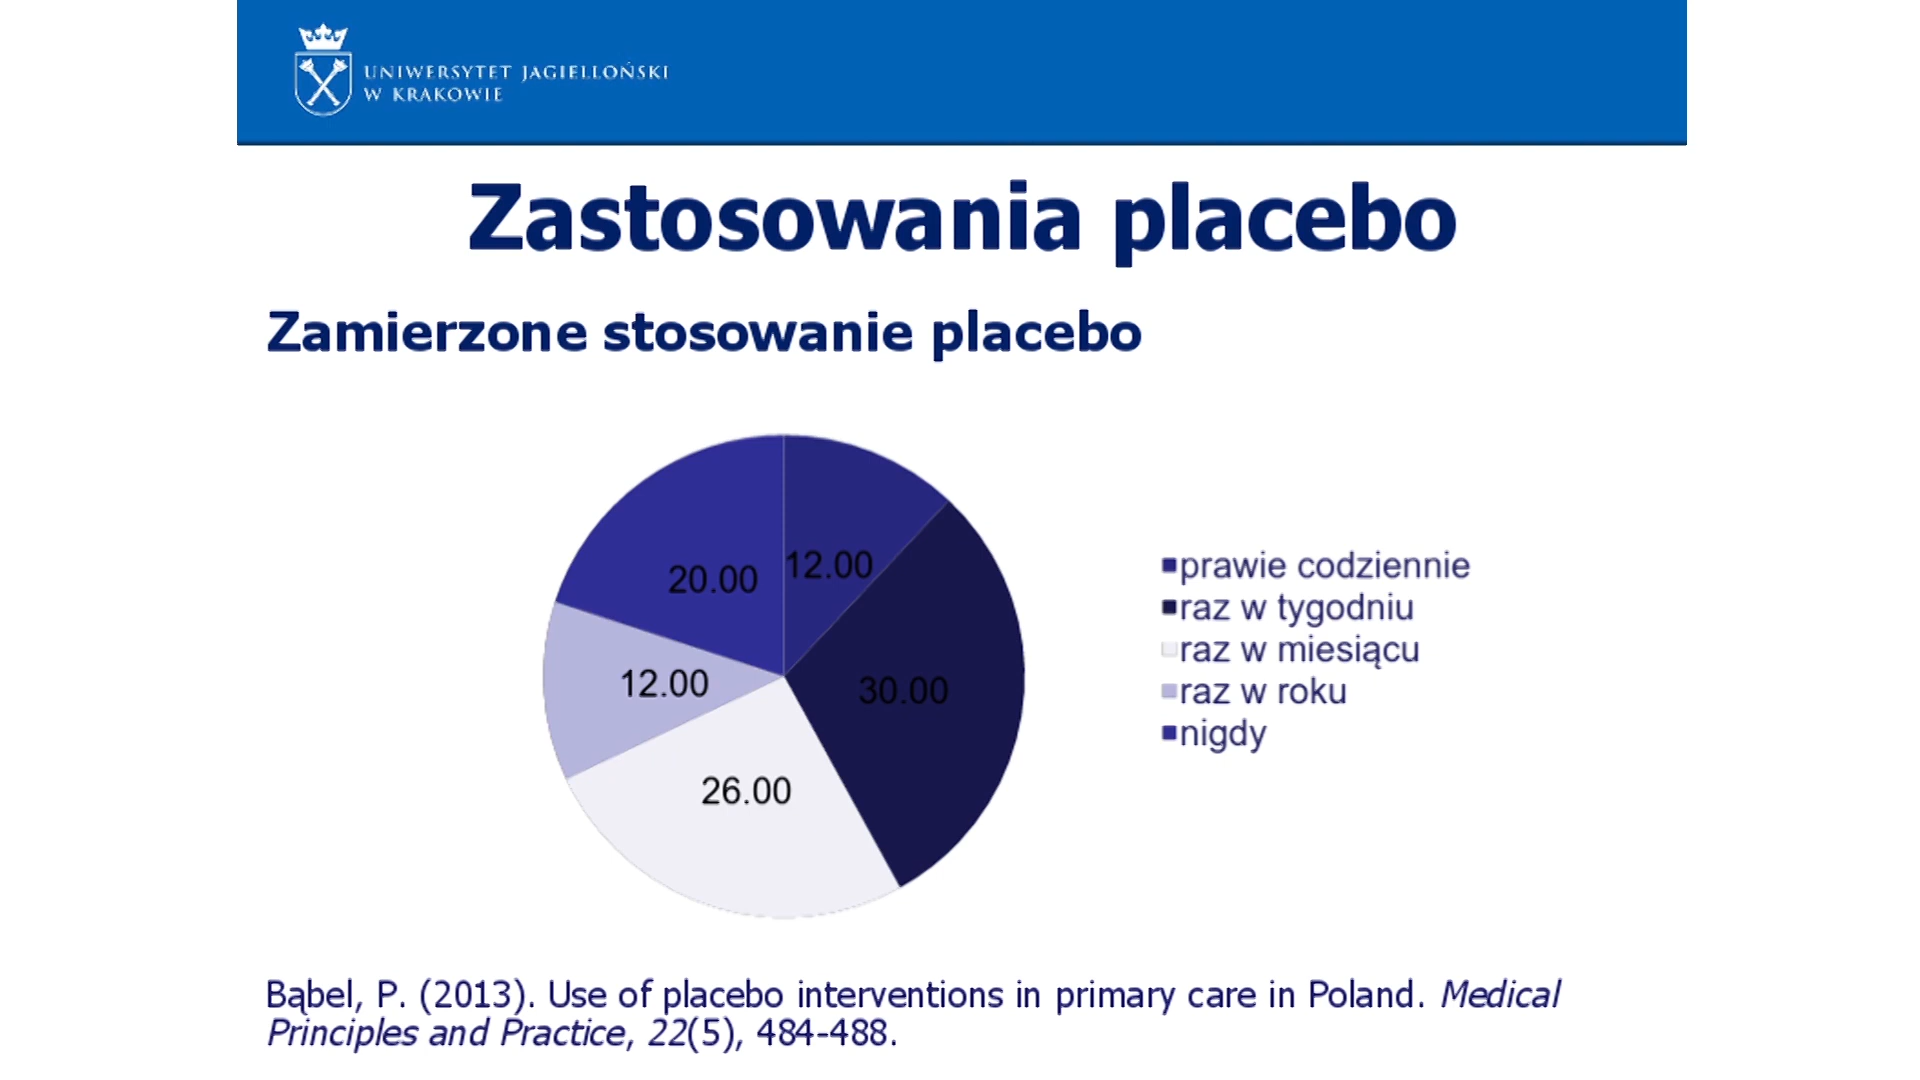 UNIWERSYTET JAGIELLOŃSKI
W KRAKOWIE
Zastosowania placebo
Zamierzone stosowanie placebo
20.00
12.00
12.00
30.00
26.00
prawie codziennie
raz w tygodniu
raz w miesiącu
raz w roku
nigdy
Bąbel, P. (2013). Use of placebo interventions in primary care in Poland. Medical
Principles and Practice, 22(5), 484-488.